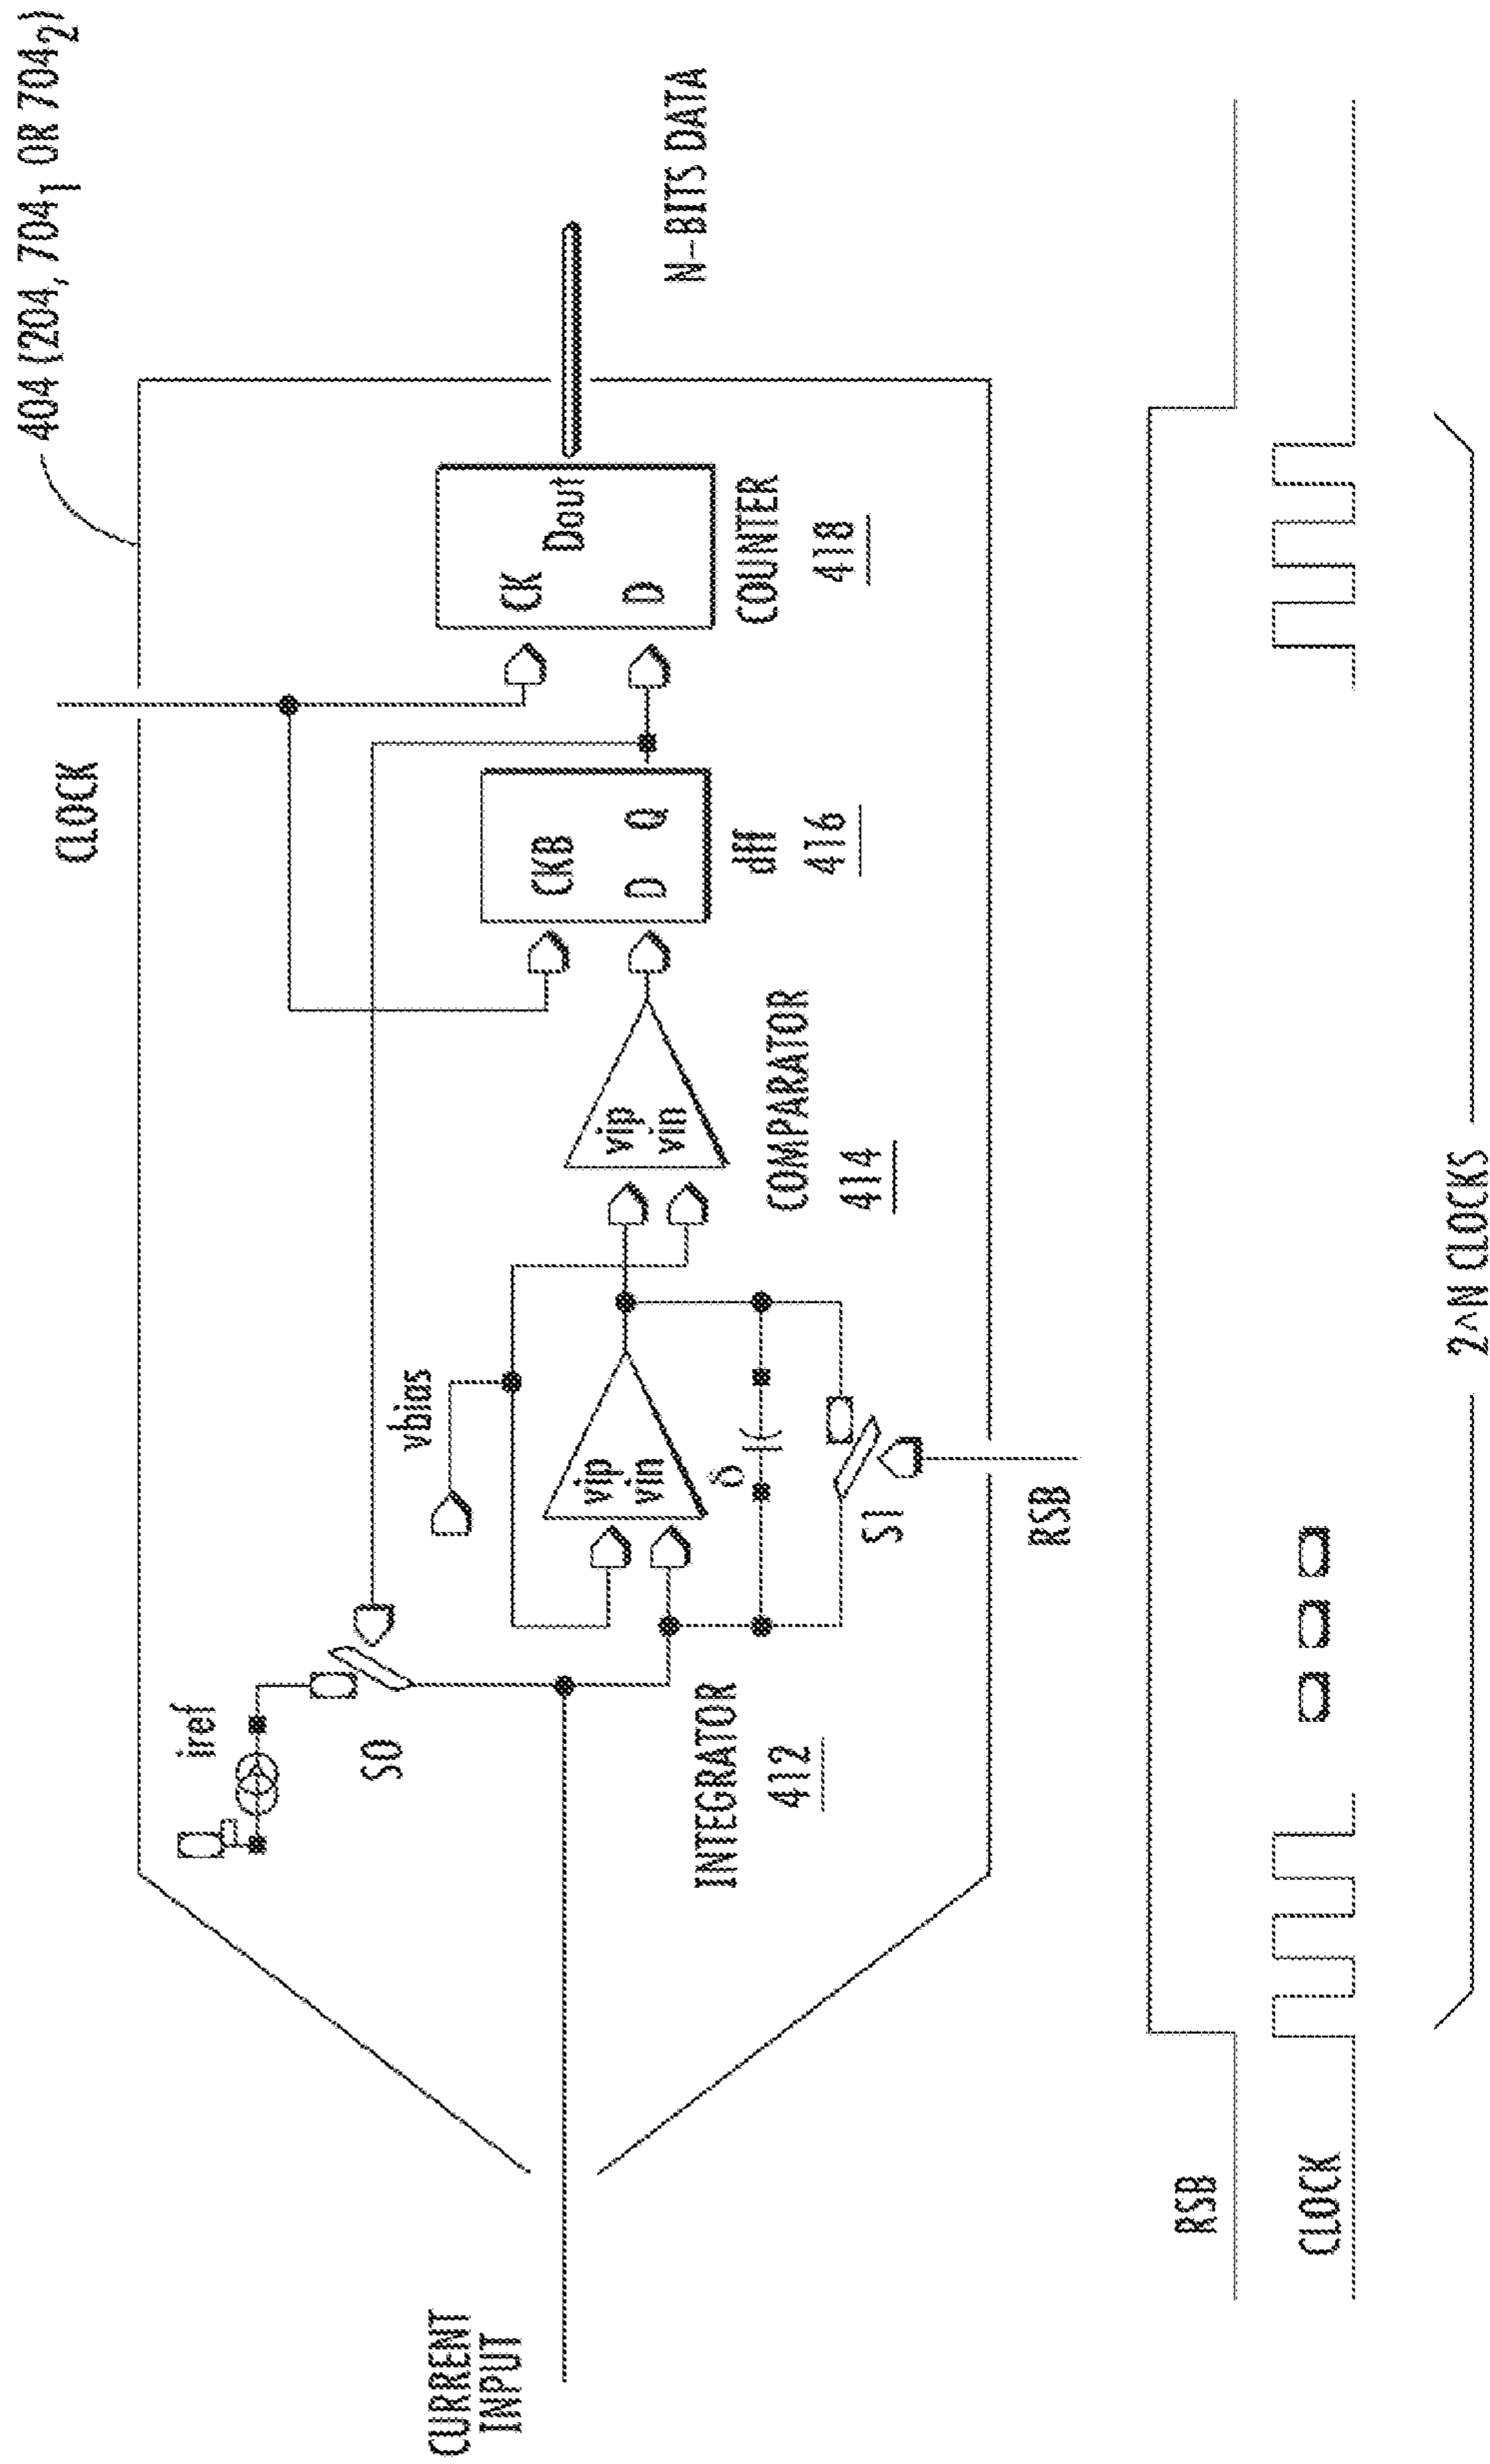 404 (204, 704₁ OR 704₂)
CLOCK
iref
S0
vbias
vip
vin
Ci
S1
RSB
INTEGRATOR
412
vip
vin
COMPARATOR
414
CKB
D Q
dff
416
CK
Dout
D
COUNTER
418
N-BITS DATA
CURRENT
INPUT
RSB
CLOCK
2^N CLOCKS